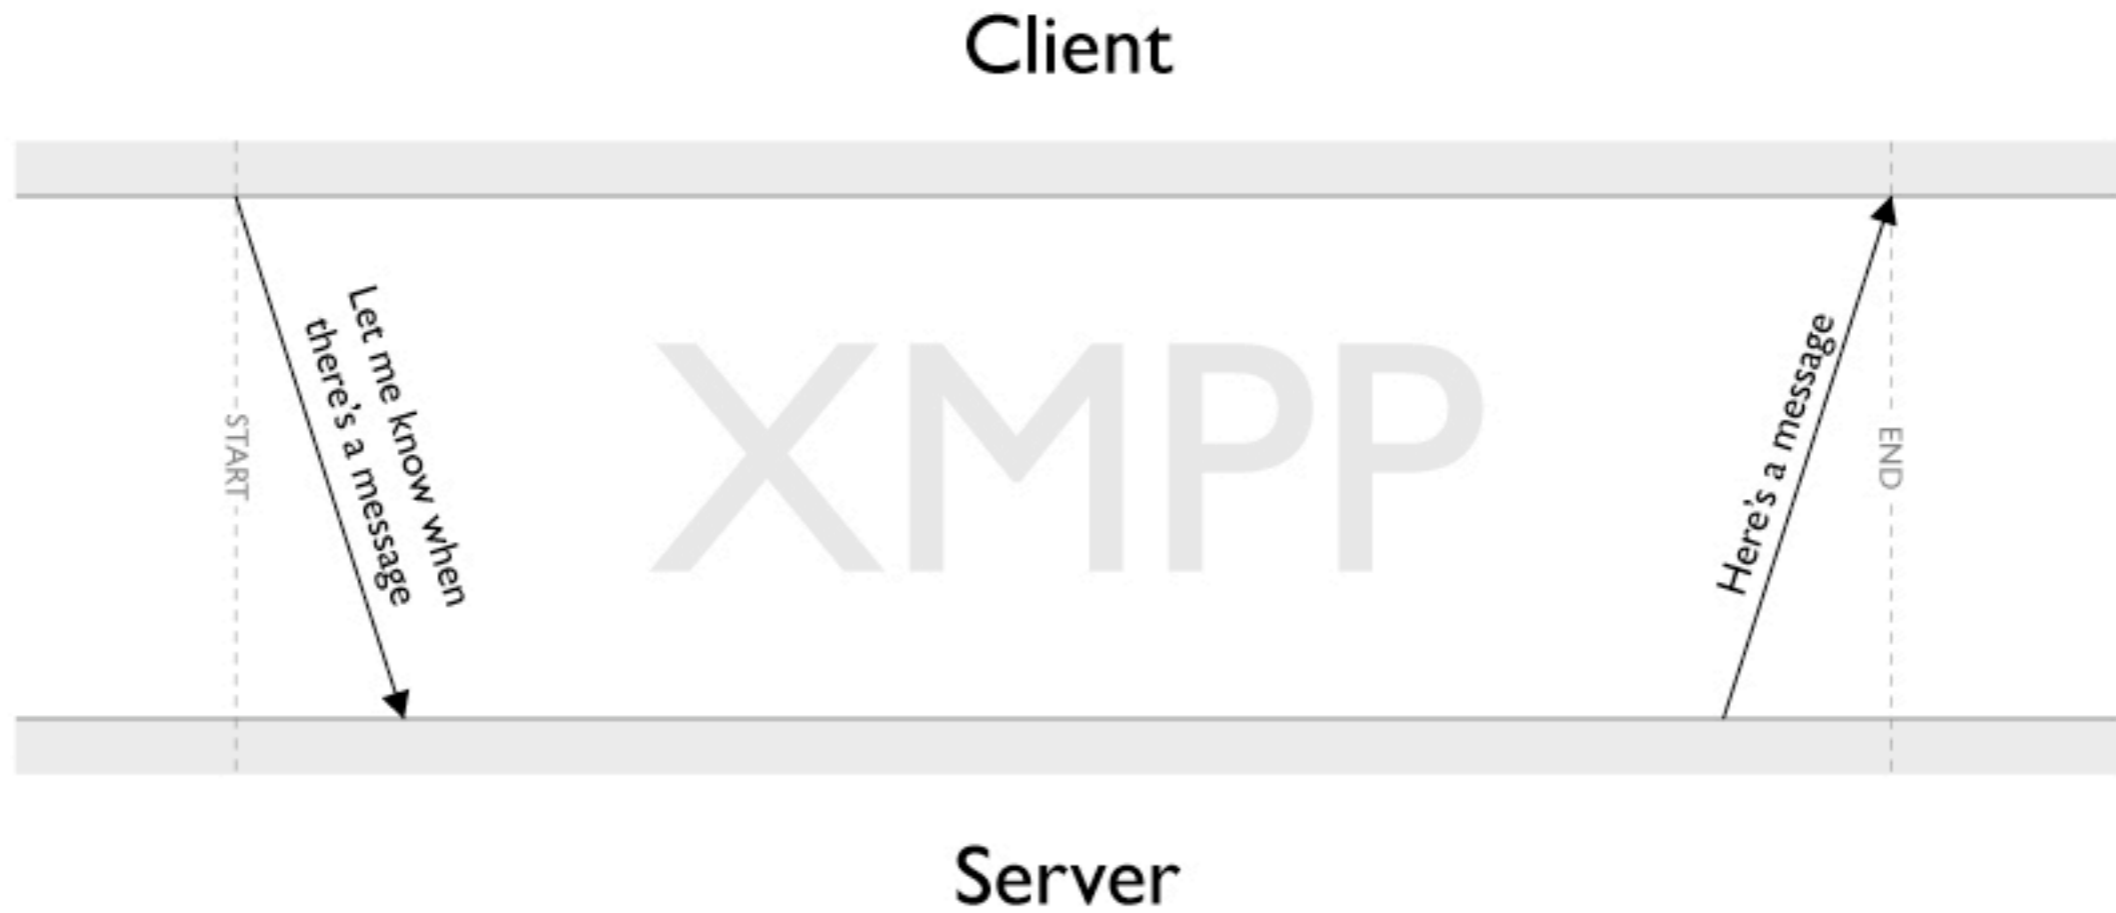 Client
START
Let me know when
there's a message
XMPP
Here's a message
END
Server